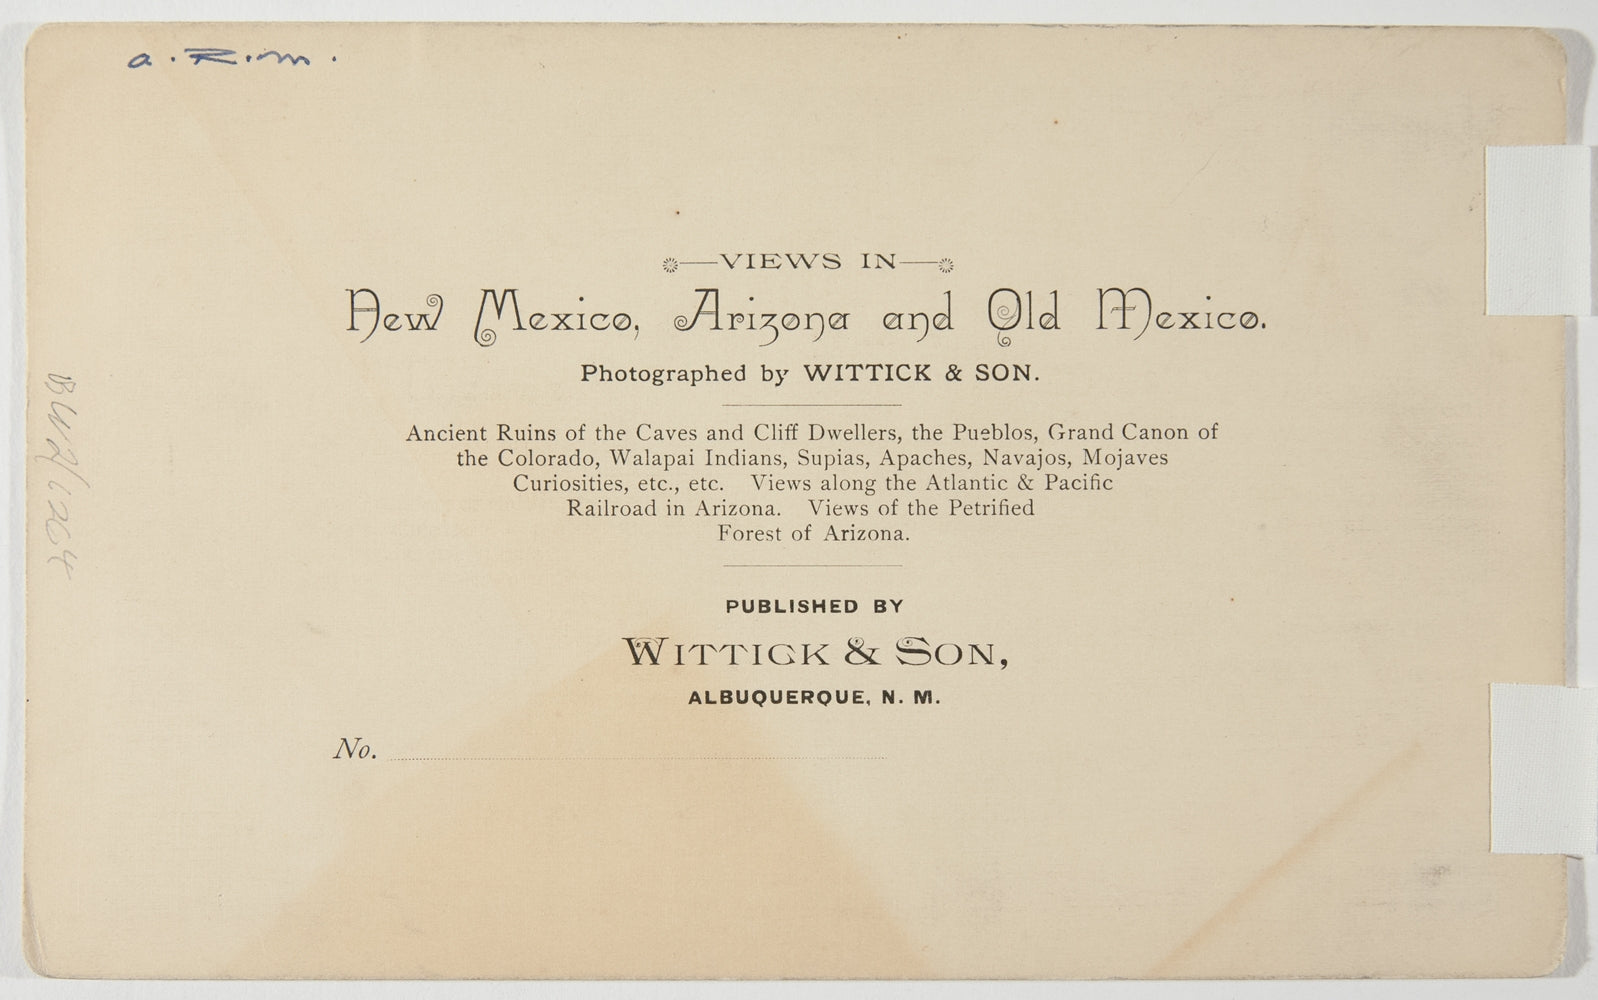 a. R. m.
VIEWS IN
New Mexico, Arizona and Old Mexico.
Photographed by WITTICK & SON.
Ancient Ruins of the Caves and Cliff Dwellers, the Pueblos, Grand Canon of
the Colorado, Walapai Indians, Supias, Apaches, Navajos, Mojaves
Curiosities, etc., etc. Views along the Atlantic & Pacific
Railroad in Arizona. Views of the Petrified
Forest of Arizona.
PUBLISHED BY
WITTICK & SON,
ALBUQUERQUE, N. M.
No.